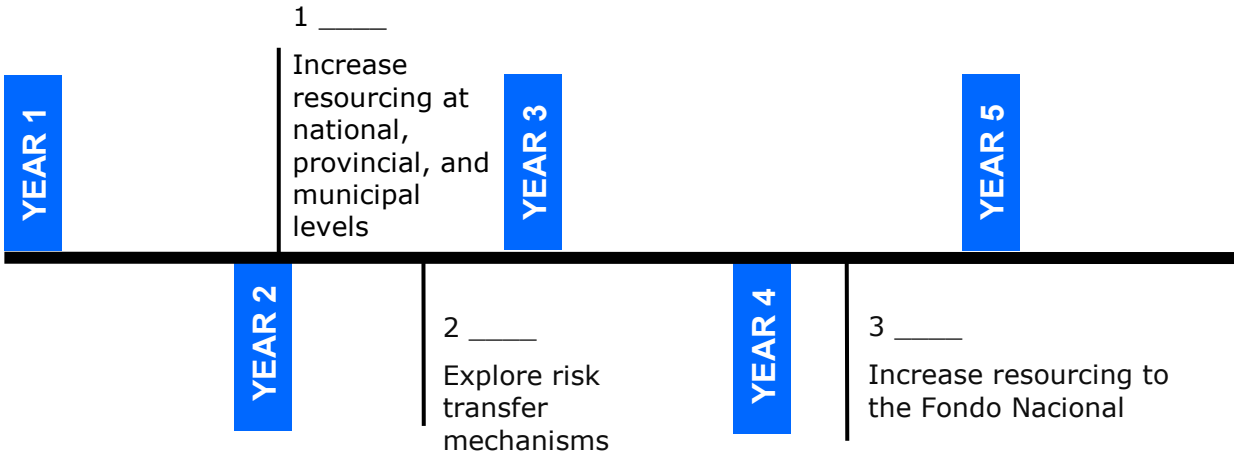 YEAR 1
1 ____
Increase
resourcing at
national,
provincial, and
municipal
levels
YEAR 2
2 ____
Explore risk
transfer
mechanisms
YEAR 3
YEAR 4
3 ____
Increase resourcing to
the Fondo Nacional
YEAR 5